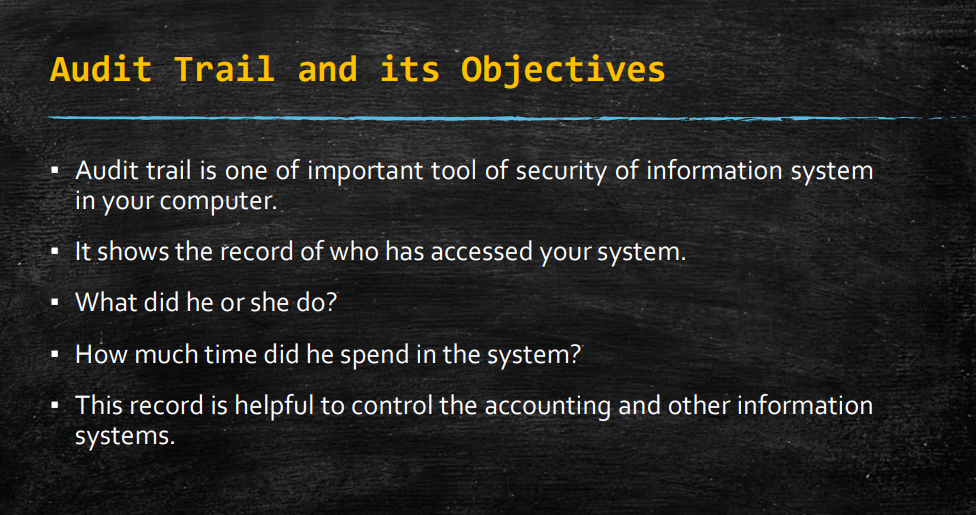 Audit Trail and its Objectives
▪ Audit trail is one of important tool of security of information system
in your computer.
▪ It shows the record of who has accessed your system.
▪ What did he or she do?
▪ How much time did he spend in the system?
▪ This record is helpful to control the accounting and other information
systems.